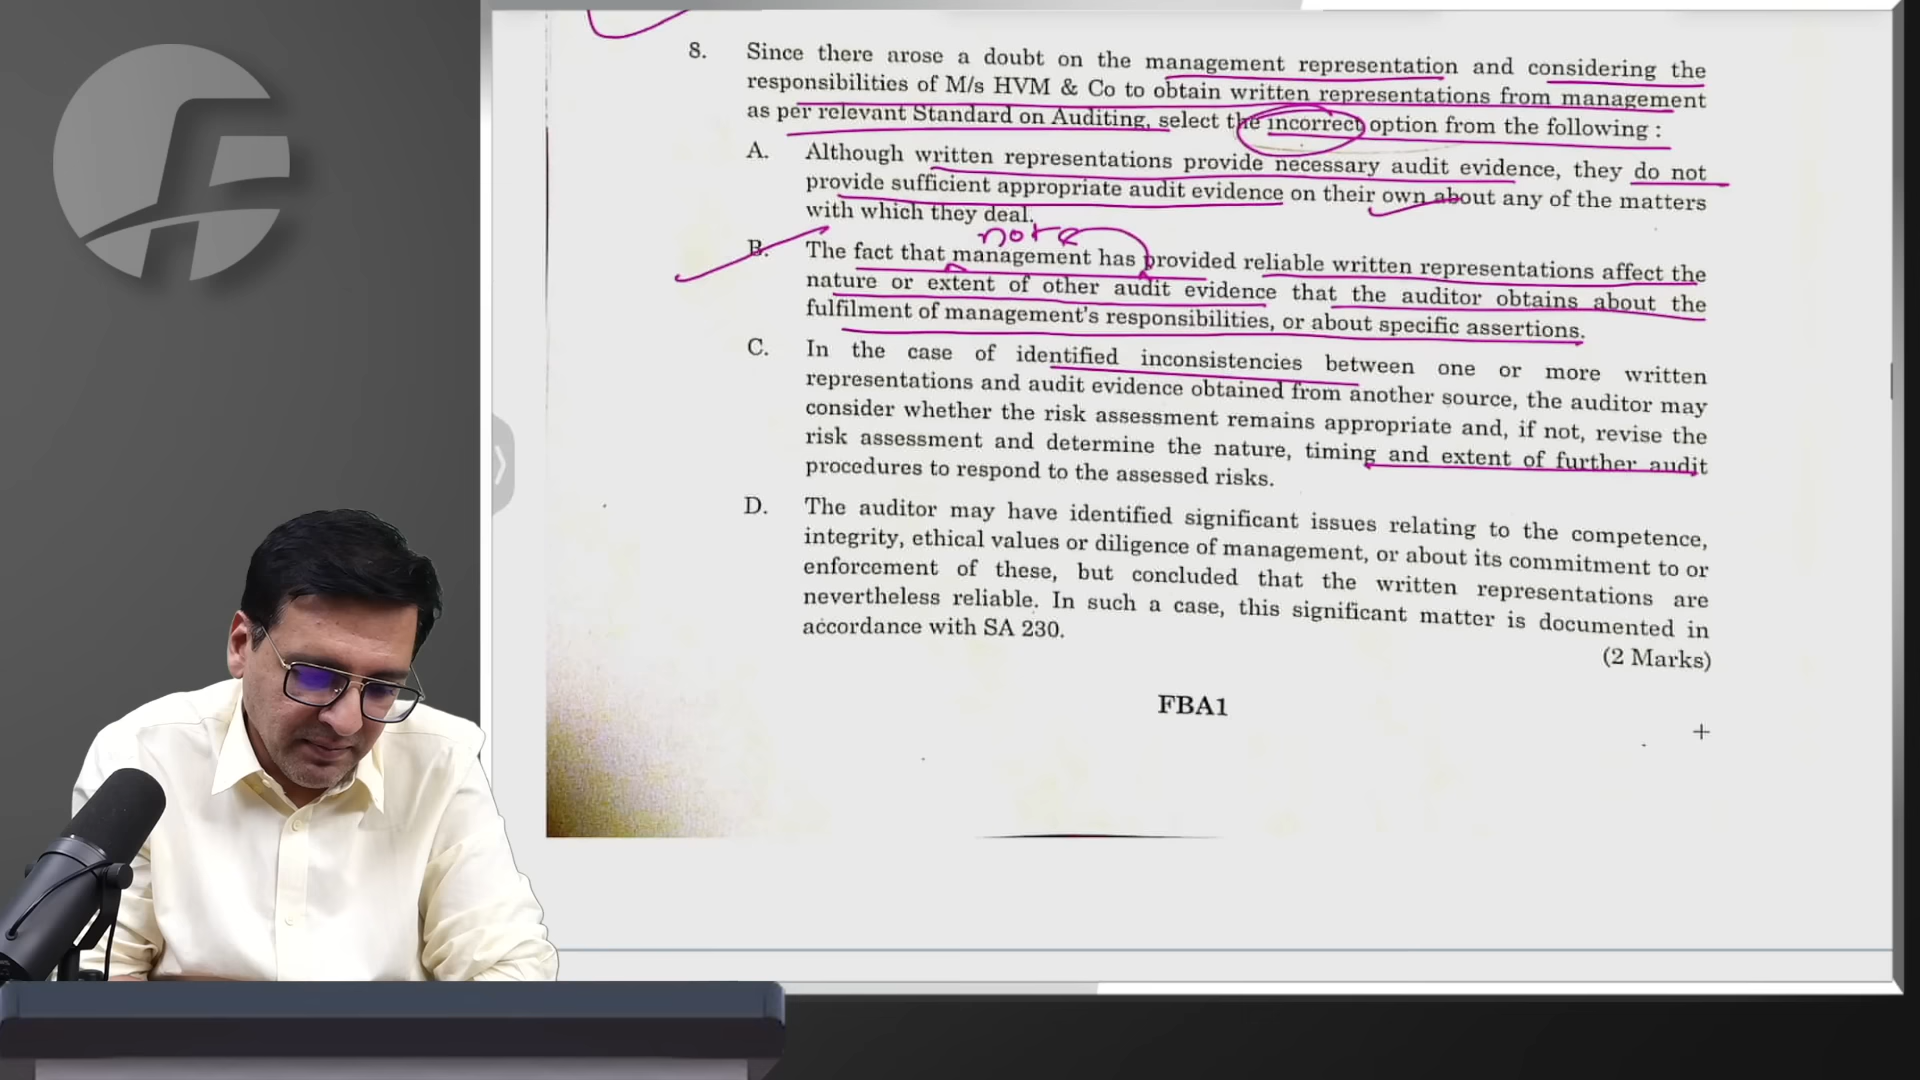 8. Since there arose a doubt on the management representation and considering the
responsibilities of M/s HVM & Co to obtain written representations from management
as per relevant Standard on Auditing, select the incorrect option from the following :
A. Although written representations provide necessary audit evidence, they do not
provide sufficient appropriate audit evidence on their own about any of the matters
with which they deal.
not
B. The fact that management has provided reliable written representations affect the
nature or extent of other audit evidence that the auditor obtains about the
fulfilment of management's responsibilities, or about specific assertions.
C. In the case of identified inconsistencies between one or more written
representations and audit evidence obtained from another source, the auditor may
consider whether the risk assessment remains appropriate and, if not, revise the
risk assessment and determine the nature, timing and extent of further audit
procedures to respond to the assessed risks.
D. The auditor may have identified significant issues relating to the competence,
integrity, ethical values or diligence of management, or about its commitment to or
enforcement of these, but concluded that the written representations are
nevertheless reliable. In such a case, this significant matter is documented in
accordance with SA 230.
(2 Marks)
FBA1
+